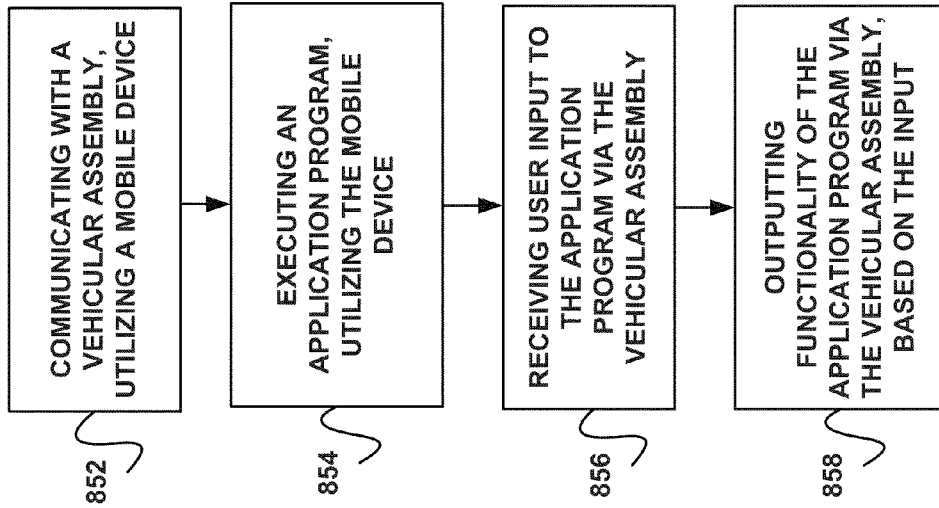 COMMUNICATING WITH A
VEHICULAR ASSEMBLY,
UTILIZING A MOBILE DEVICE
852
EXECUTING AN
APPLICATION PROGRAM,
UTILIZING THE MOBILE
DEVICE
854
RECEIVING USER INPUT TO
THE APPLICATION
PROGRAM VIA THE
VEHICULAR ASSEMBLY
856
OUTPUTTING
FUNCTIONALITY OF THE
APPLICATION PROGRAM VIA
THE VEHICULAR ASSEMBLY,
BASED ON THE INPUT
858